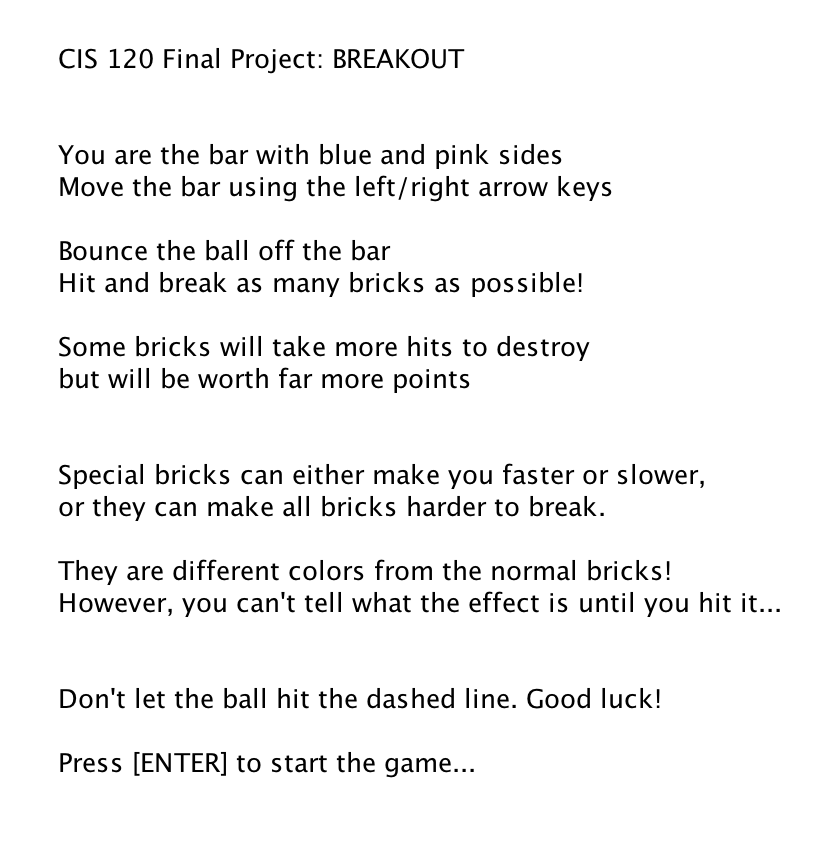 CIS 120 Final Project: BREAKOUT
You are the bar with blue and pink sides
Move the bar using the left/right arrow keys
Bounce the ball off the bar
Hit and break as many bricks as possible!
Some bricks will take more hits to destroy
but will be worth far more points
Special bricks can either make you faster or slower,
or they can make all bricks harder to break.
They are different colors from the normal bricks!
However, you can't tell what the effect is until you hit it...
Don't let the ball hit the dashed line. Good luck!
Press [ENTER] to start the game...